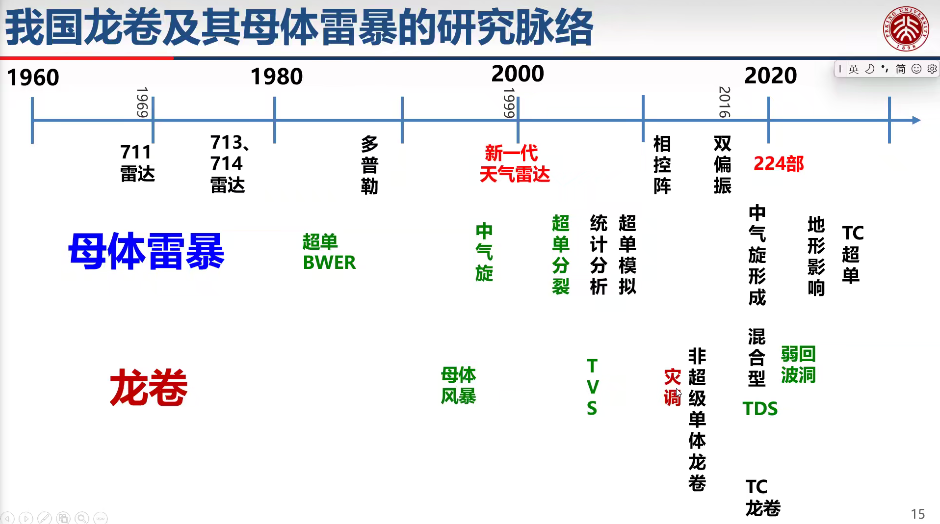 我国龙卷及其母体雷暴的研究脉络
1960
1980
2000
2020
英
简
1969
1999
2016
711
雷达
713、
714
雷达
多普勒
新一代
天气雷达
相控阵
双偏振
224部
母体雷暴
超单
BWER
中气旋
超单分裂
统计分析
超单模拟
中气旋形成
地形影响
TC
超单
龙卷
母体
风暴
TVS
灾调
非超级单体龙卷
混合型
弱回
波洞
TDS
TC
龙卷
15